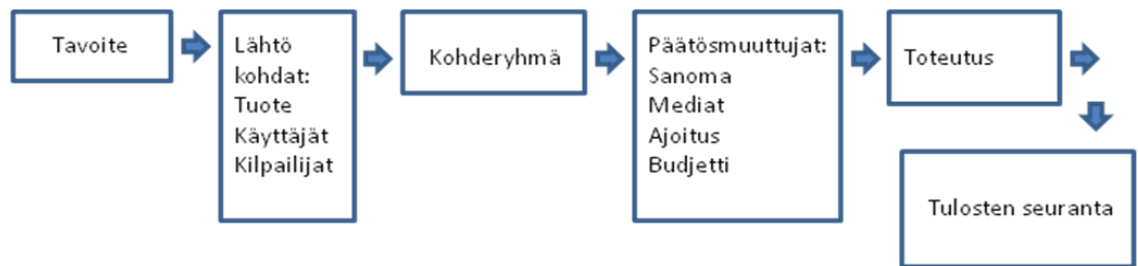 Tavoite
Lähtö
kohdat:
Tuote
Käyttäjät
Kilpailijat
Kohderyhmä
Päätösmuuttujat:
Sanoma
Mediat
Ajoitus
Budjetti
Toteutus
Tulosten seuranta